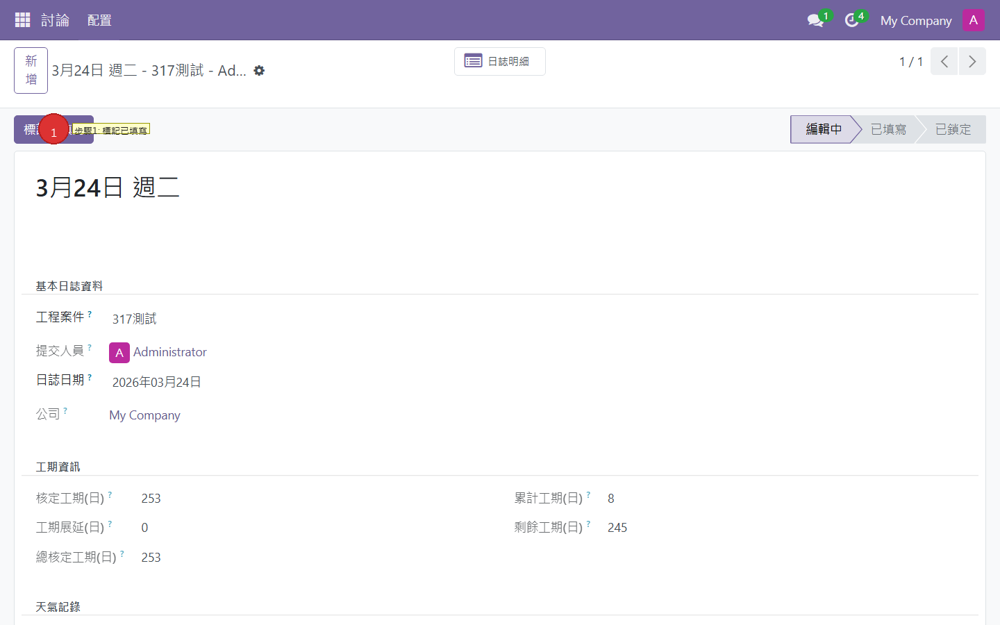 討論 配置 1 4 My Company A
新增 3月24日 週二 - 317測試 - Ad... 日誌明細 1 / 1
1 步驟1: 標記已填寫 編輯中 已填寫 已鎖定
3月24日 週二
基本日誌資料
工程案件 ? 317測試
提交人員 ? A Administrator
日誌日期 ? 2026年03月24日
公司 ? My Company
工期資訊
核定工期(日) ? 253 累計工期(日) ? 8
工期展延(日) ? 0 剩餘工期(日) ? 245
總核定工期(日) ? 253
天氣記錄